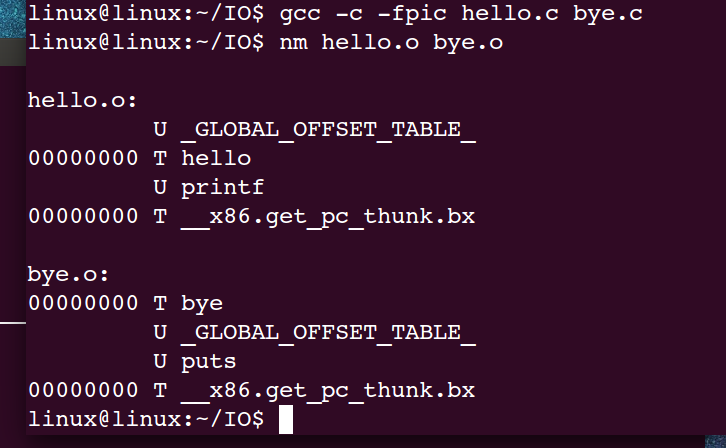 linux@linux:~/IO$ gcc -c -fpic hello.c bye.c
linux@linux:~/IO$ nm hello.o bye.o
hello.o:
U _GLOBAL_OFFSET_TABLE_
00000000 T hello
U printf
00000000 T __x86.get_pc_thunk.bx
bye.o:
00000000 T bye
U _GLOBAL_OFFSET_TABLE_
U puts
00000000 T __x86.get_pc_thunk.bx
linux@linux:~/IO$